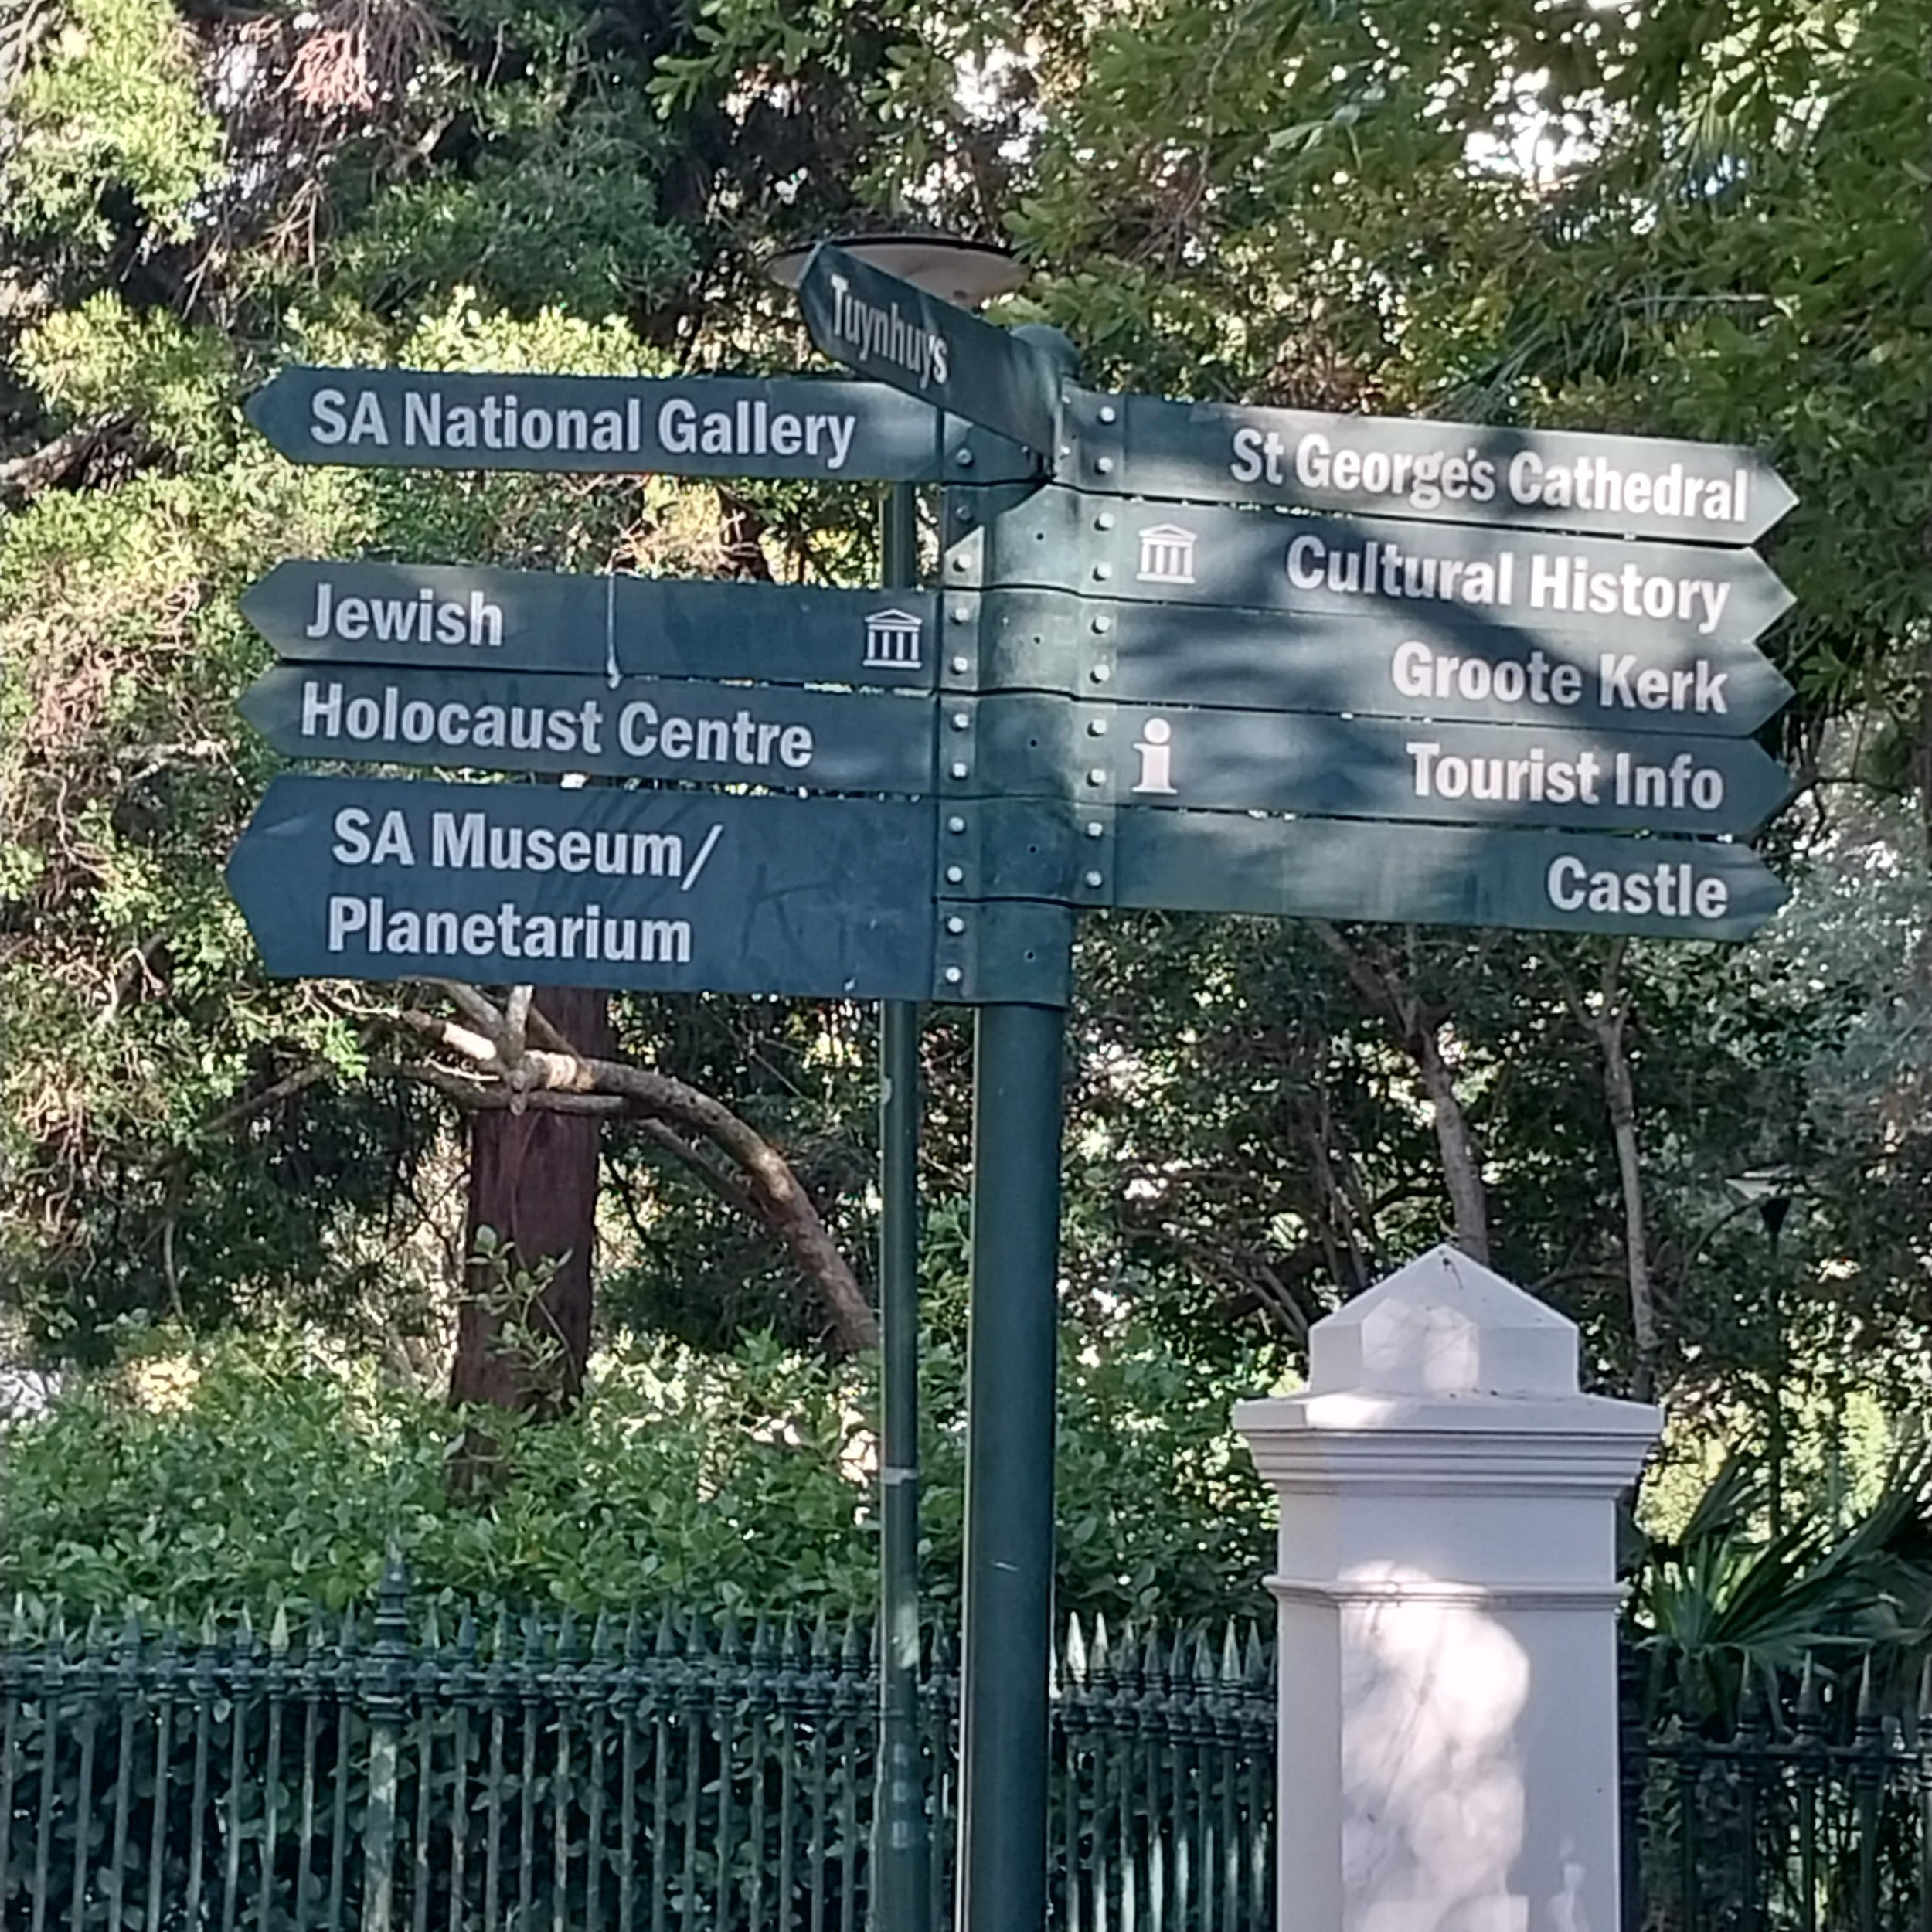 Tuynhuys
SA National Gallery
Jewish
Holocaust Centre
SA Museum/
Planetarium
St George's Cathedral
Cultural History
Groote Kerk
i Tourist Info
Castle